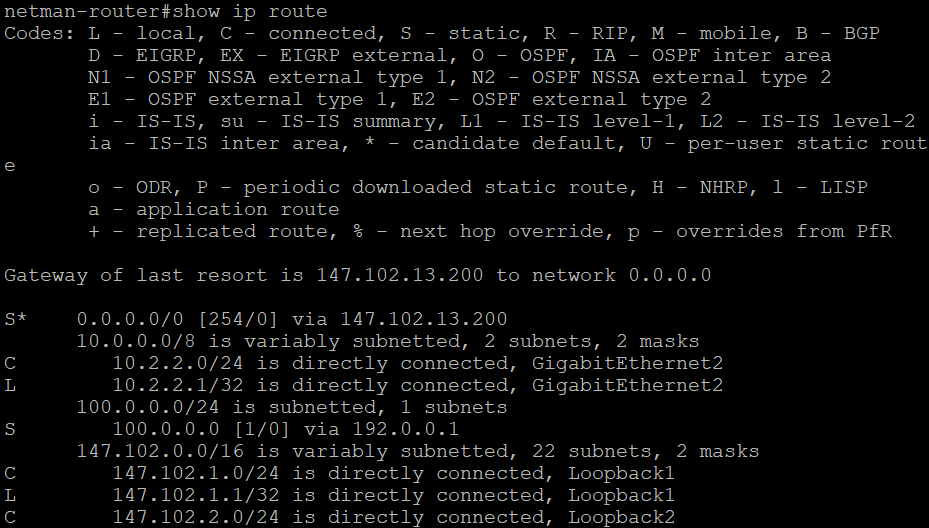 netman-router#show ip route
Codes: L - local, C - connected, S - static, R - RIP, M - mobile, B - BGP
       D - EIGRP, EX - EIGRP external, O - OSPF, IA - OSPF inter area
       N1 - OSPF NSSA external type 1, N2 - OSPF NSSA external type 2
       E1 - OSPF external type 1, E2 - OSPF external type 2
       i - IS-IS, su - IS-IS summary, L1 - IS-IS level-1, L2 - IS-IS level-2
       ia - IS-IS inter area, * - candidate default, U - per-user static rout
e
       o - ODR, P - periodic downloaded static route, H - NHRP, l - LISP
       a - application route
       + - replicated route, % - next hop override, p - overrides from PfR

Gateway of last resort is 147.102.13.200 to network 0.0.0.0

S*    0.0.0.0/0 [254/0] via 147.102.13.200
      10.0.0.0/8 is variably subnetted, 2 subnets, 2 masks
C        10.2.2.0/24 is directly connected, GigabitEthernet2
L        10.2.2.1/32 is directly connected, GigabitEthernet2
      100.0.0.0/24 is subnetted, 1 subnets
S        100.0.0.0 [1/0] via 192.0.0.1
      147.102.0.0/16 is variably subnetted, 22 subnets, 2 masks
C        147.102.1.0/24 is directly connected, Loopback1
L        147.102.1.1/32 is directly connected, Loopback1
C        147.102.2.0/24 is directly connected, Loopback2